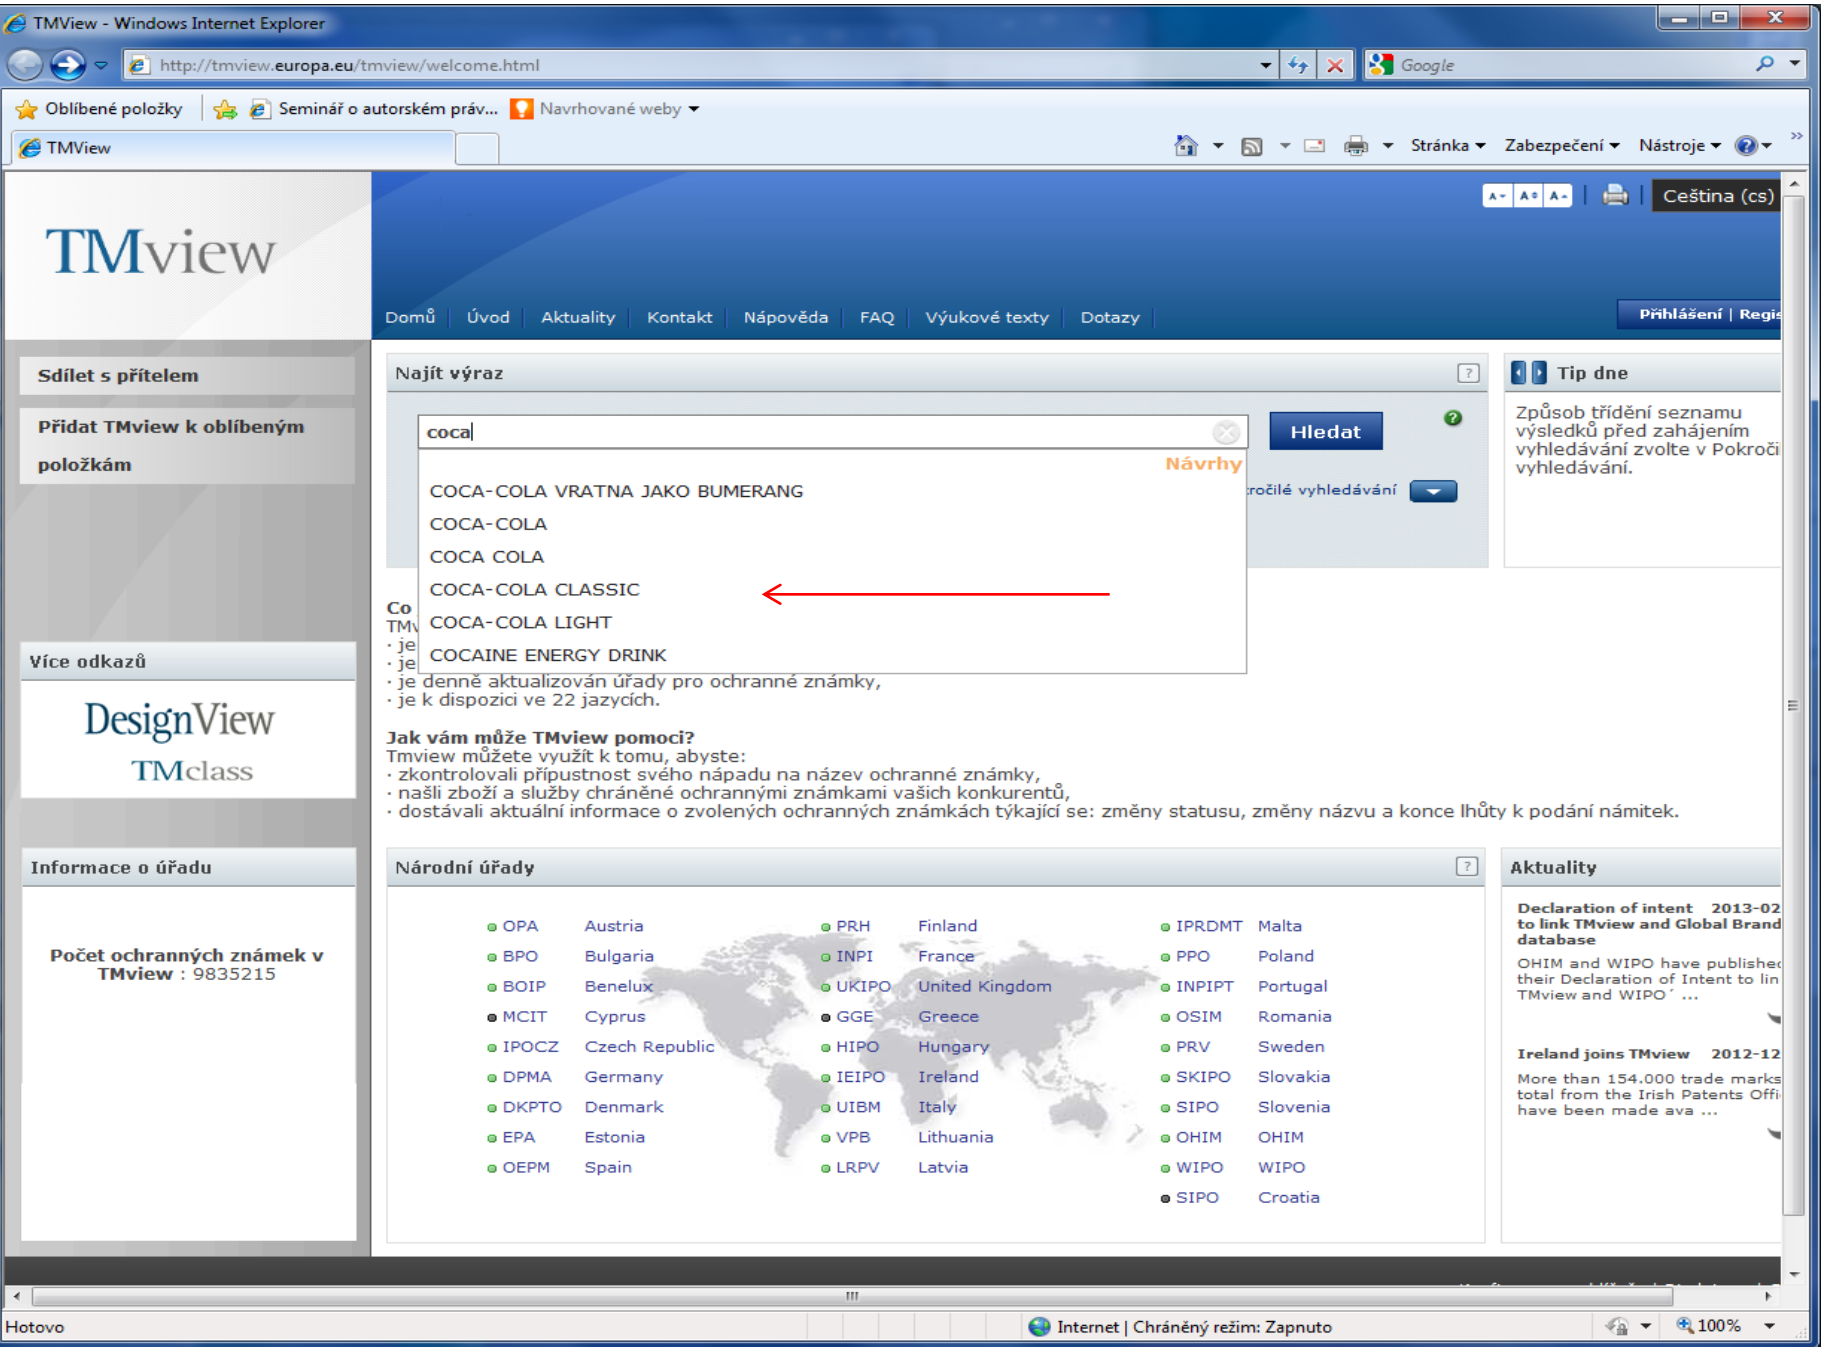 TMView - Windows Internet Explorer
http://tmview.europa.eu/tmview/welcome.html
Google
Oblíbené položky
Seminář o autorském práv...
Navrhované weby
TMView
Stránka
Zabezpečení
Nástroje
Ceština (cs)
TMview
Domů
Úvod
Aktuality
Kontakt
Nápověda
FAQ
Výukové texty
Dotazy
Přihlášení | Regis
Sdílet s přítelem
Přidat TMview k oblíbeným
položkám
Najít výraz
coca
Hledat
Návrhy
COCA-COLA VRATNA JAKO BUMERANG
COCA-COLA
COCA COLA
COCA-COLA CLASSIC
COCA-COLA LIGHT
COCAINE ENERGY DRINK
ročilé vyhledávání
Tip dne
Způsob třídění seznamu
výsledků před zahájením
vyhledávání zvolte v Pokroči
vyhledávání.
Co
TMv
· je
· je
· je denně aktualizován úřady pro ochranné známky,
· je k dispozici ve 22 jazycích.
Jak vám může TMview pomoci?
Tmview můžete využít k tomu, abyste:
· zkontrolovali přípustnost svého nápadu na název ochranné známky,
· našli zboží a služby chráněné ochrannými známkami vašich konkurentů,
· dostávali aktuální informace o zvolených ochranných známkách týkající se: změny statusu, změny názvu a konce lhůty k podání námitek.
Více odkazů
DesignView
TMclass
Informace o úřadu
Počet ochranných známek v
TMview : 9835215
Národní úřady
OPA Austria
BPO Bulgaria
BOIP Benelux
MCIT Cyprus
IPOCZ Czech Republic
DPMA Germany
DKPTO Denmark
EPA Estonia
OEPM Spain
PRH Finland
INPI France
UKIPO United Kingdom
GGE Greece
HIPO Hungary
IEIPO Ireland
UIBM Italy
VPB Lithuania
LRPV Latvia
IPRDMT Malta
PPO Poland
INPIPT Portugal
OSIM Romania
PRV Sweden
SKIPO Slovakia
SIPO Slovenia
OHIM OHIM
WIPO WIPO
SIPO Croatia
Aktuality
Declaration of intent 2013-02
to link TMview and Global Brand
database
OHIM and WIPO have published
their Declaration of Intent to lin
TMview and WIPO´ ...
Ireland joins TMview 2012-12
More than 154.000 trade marks
total from the Irish Patents Offi
have been made ava ...
Hotovo
Internet | Chráněný režim: Zapnuto
100%